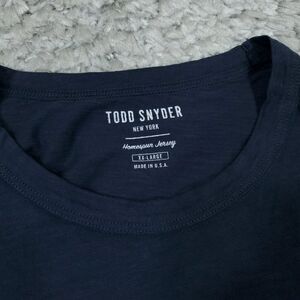 TODD SNYDER
NEW YORK
Homespun Jersey
XX-LARGE
MADE IN U.S.A.